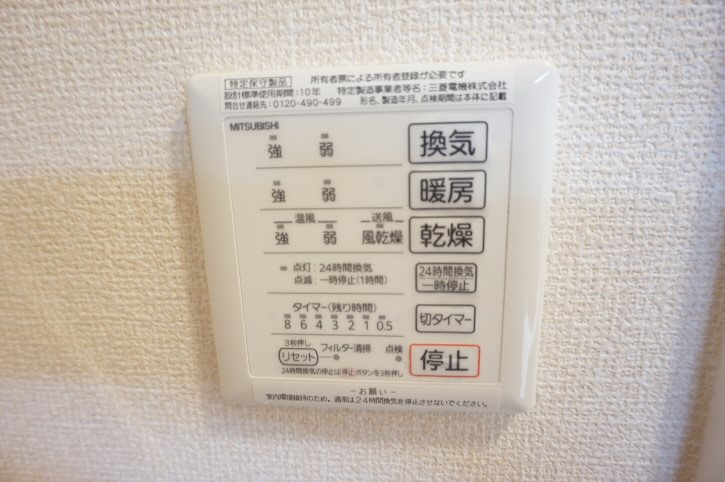 特定保守製品 所有者票による所有者登録が必要です
設計標準使用期間:10年 特定製造事業者等名:三菱電機株式会社
問合せ連絡先:0120-490-499 形名、製造年月、点検期間は本体に記載
MITSUBISHI
強 弱 換気
強 弱 暖房
温風 送風
強 弱 風乾燥 乾燥
点灯:24時間換気
点滅:一時停止(1時間)
24時間換気
一時停止
タイマー(残り時間)
8 6 4 3 2 1 0.5
切タイマー
3秒押し
リセット フィルター清掃 点検
停止
24時間換気の停止は停止ボタンを3秒押し
-お願い-
室内環境維持のため、通常は24時間換気を停止させないでください。